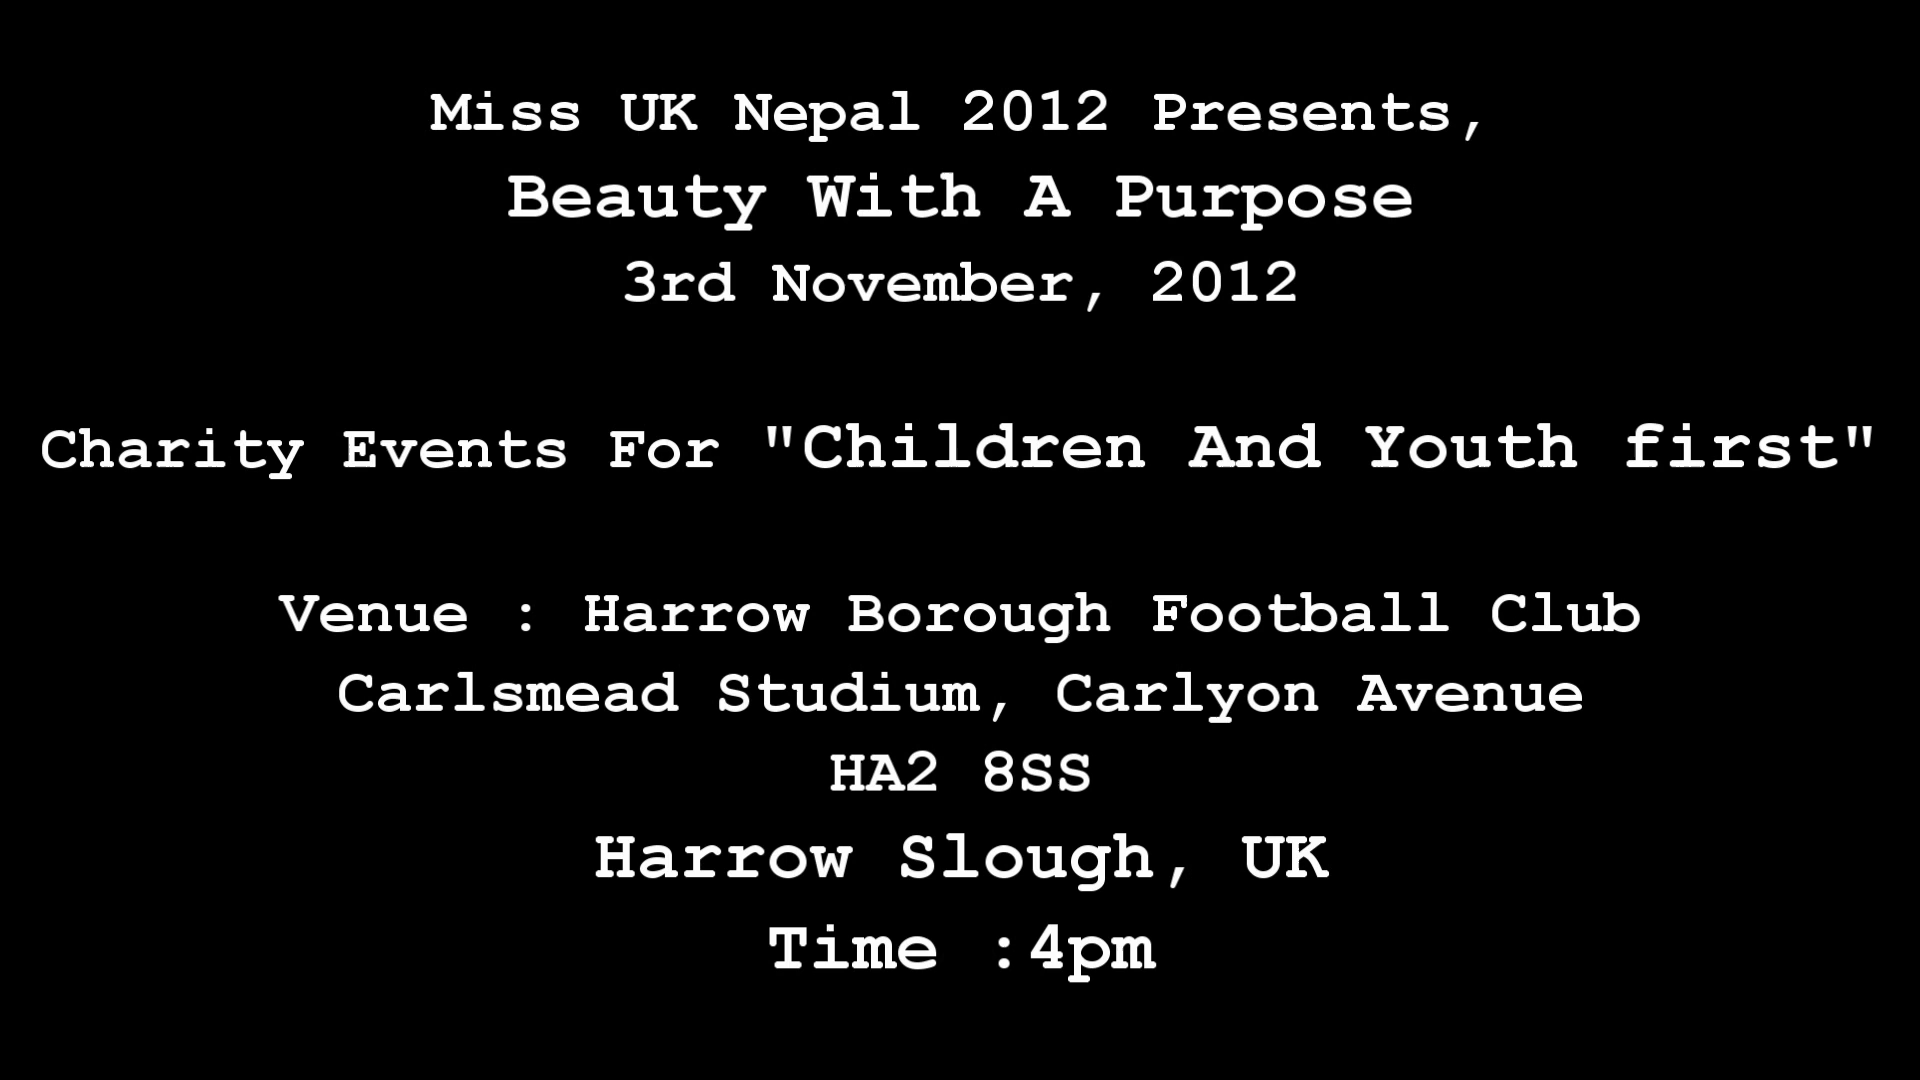 Miss UK Nepal 2012 Presents,
Beauty With A Purpose
3rd November, 2012
Charity Events For "Children And Youth first"
Venue : Harrow Borough Football Club
Carlsmead Studium, Carlyon Avenue
HA2 8SS
Harrow Slough, UK
Time :4pm